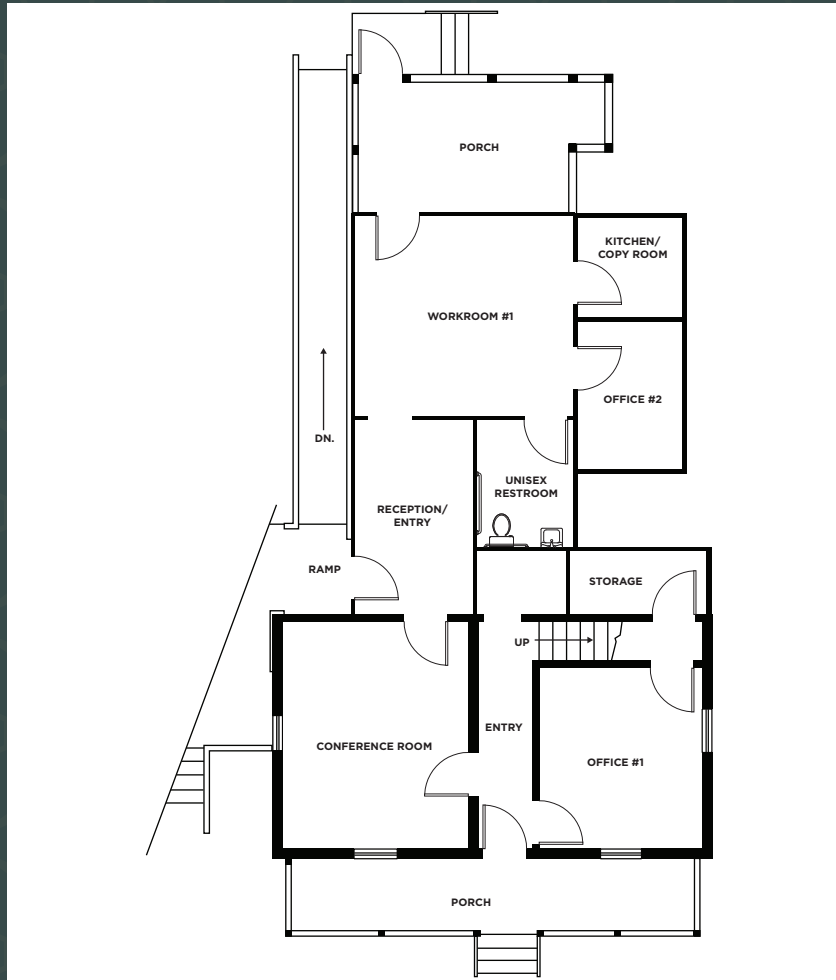 PORCH
KITCHEN/
COPY ROOM
WORKROOM #1
OFFICE #2
DN.
UNISEX
RESTROOM
RECEPTION/
ENTRY
RAMP
STORAGE
UP
ENTRY
CONFERENCE ROOM
OFFICE #1
PORCH